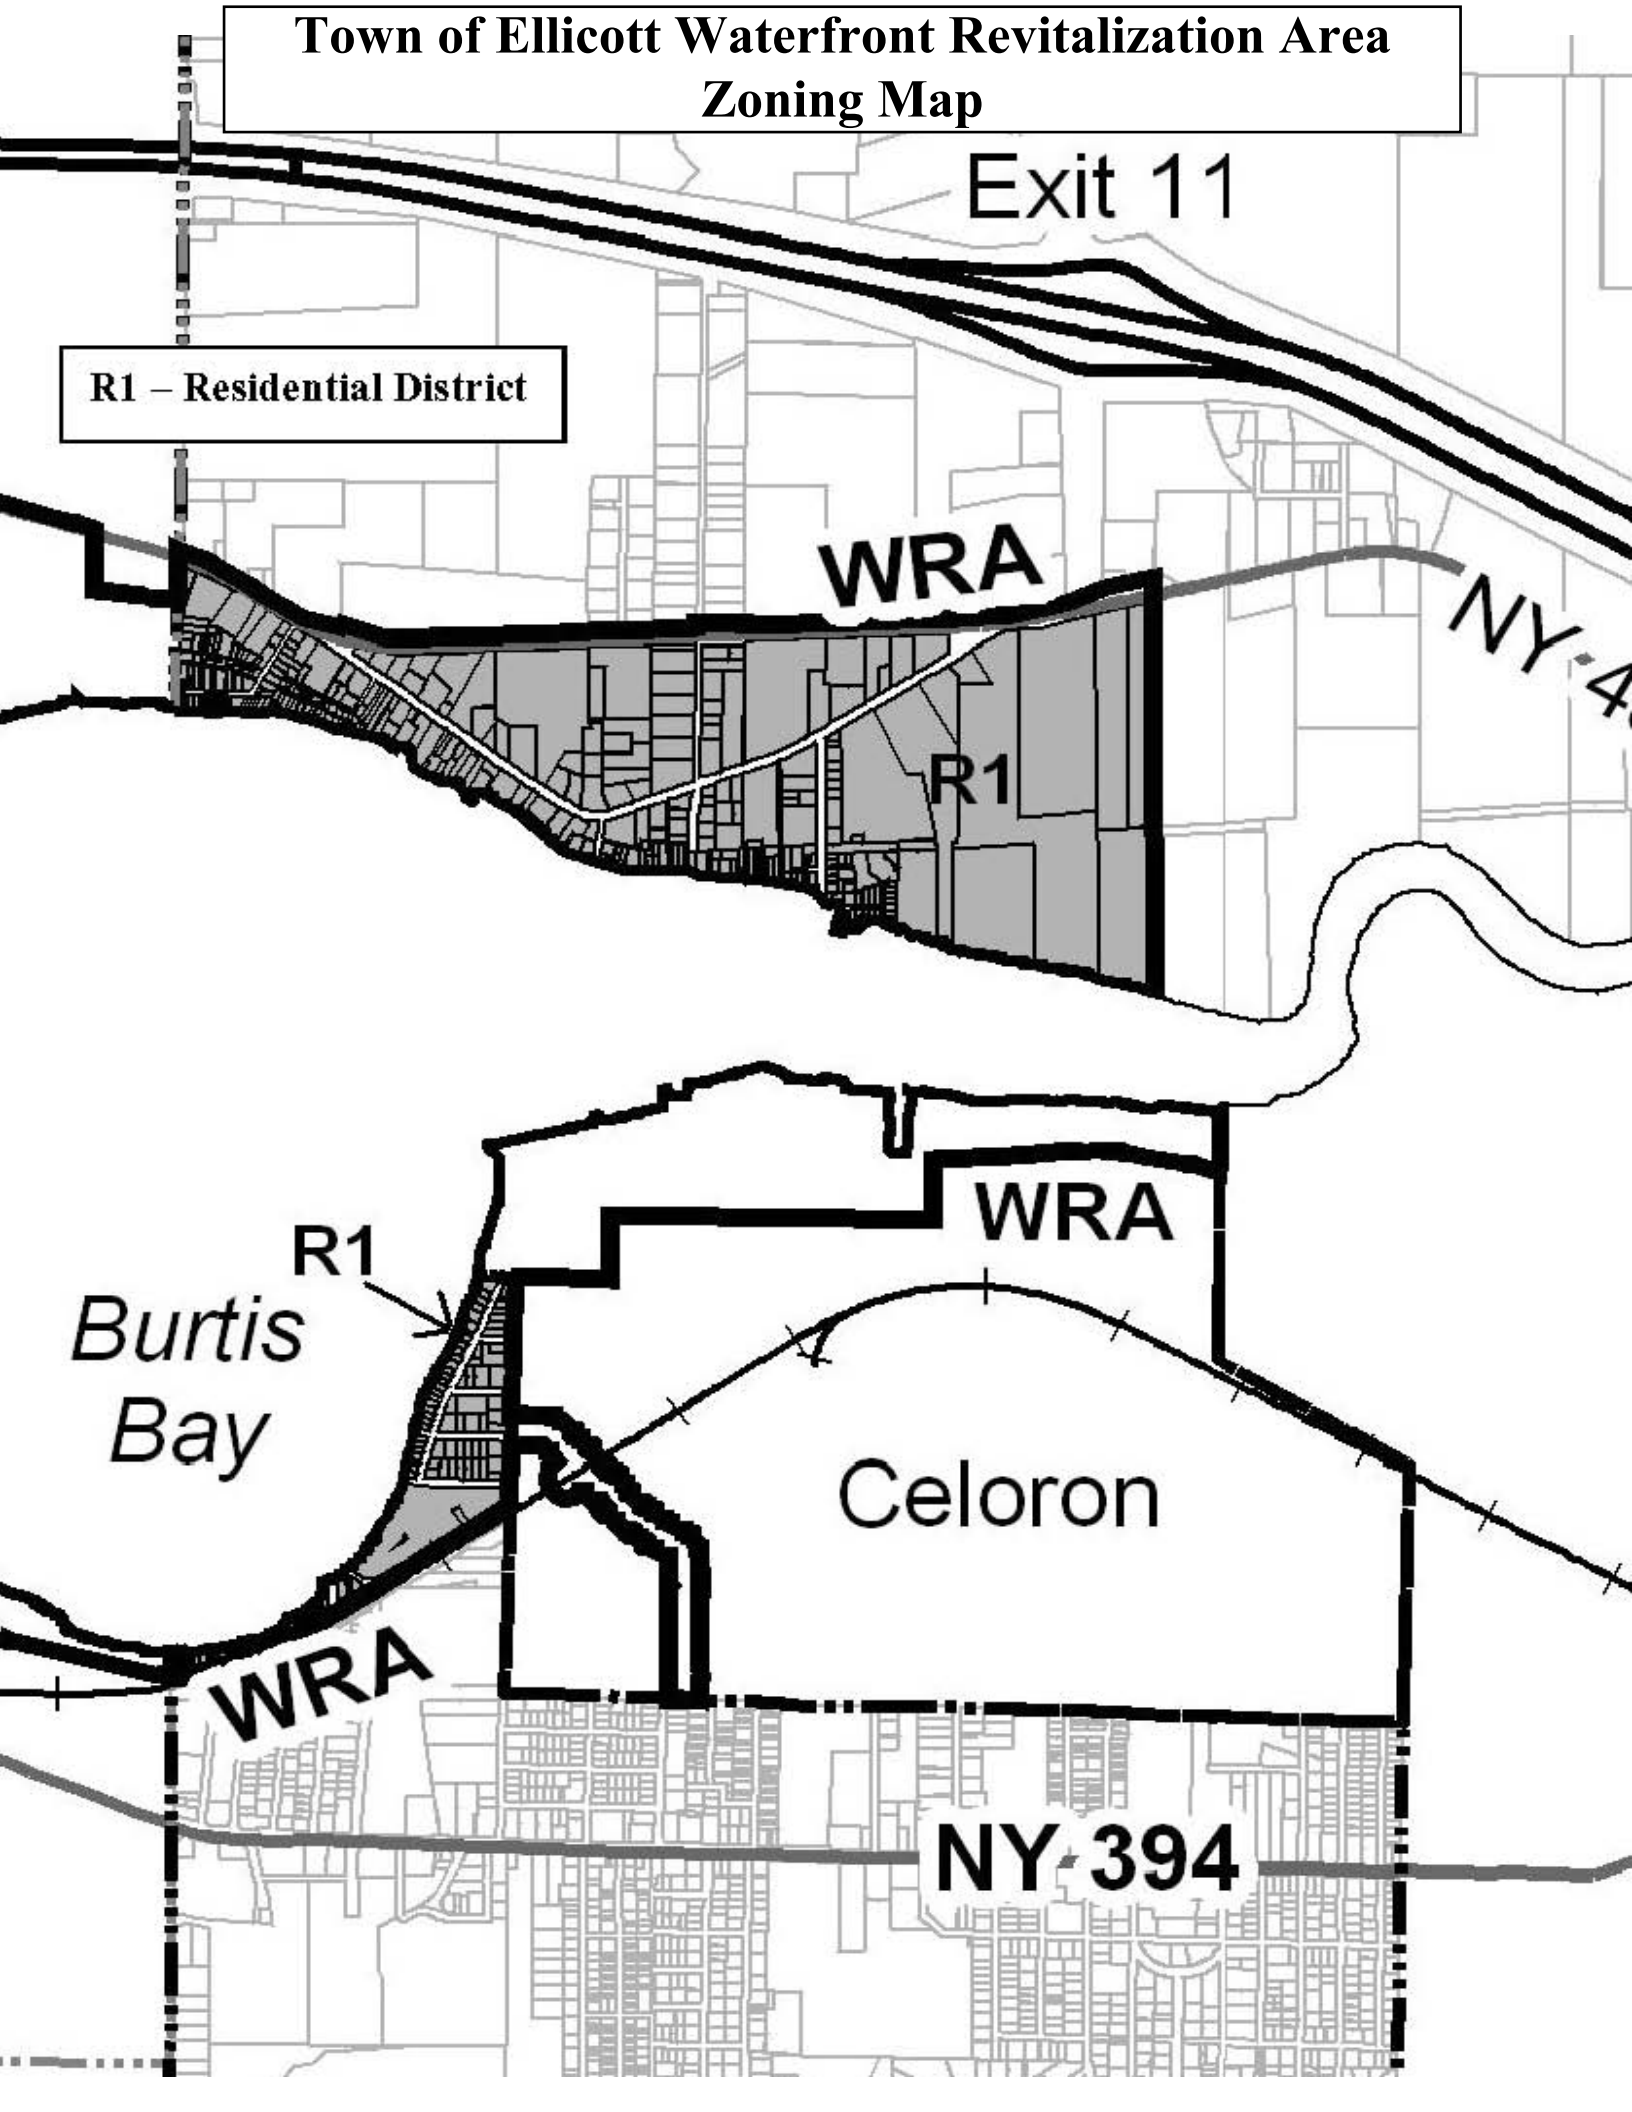 Town of Ellicott Waterfront Revitalization Area
Zoning Map
Exit 11
R1 – Residential District
WRA
R1
WRA
R1
Burtis
Bay
Celoron
WRA
NY 394